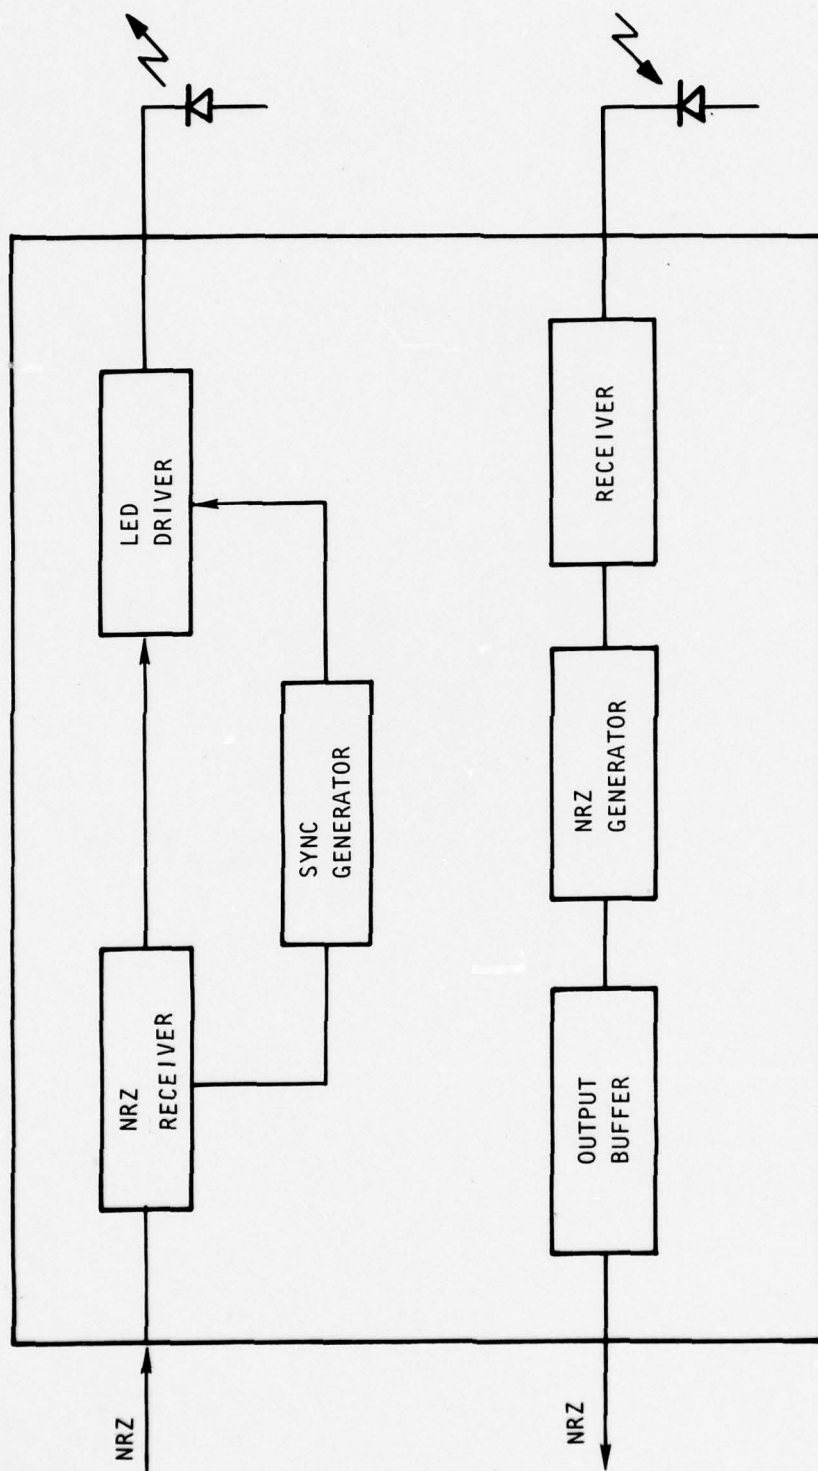 NRZ
NRZ
RECEIVER
SYNC
GENERATOR
LED
DRIVER
NRZ
OUTPUT
BUFFER
NRZ
GENERATOR
RECEIVER